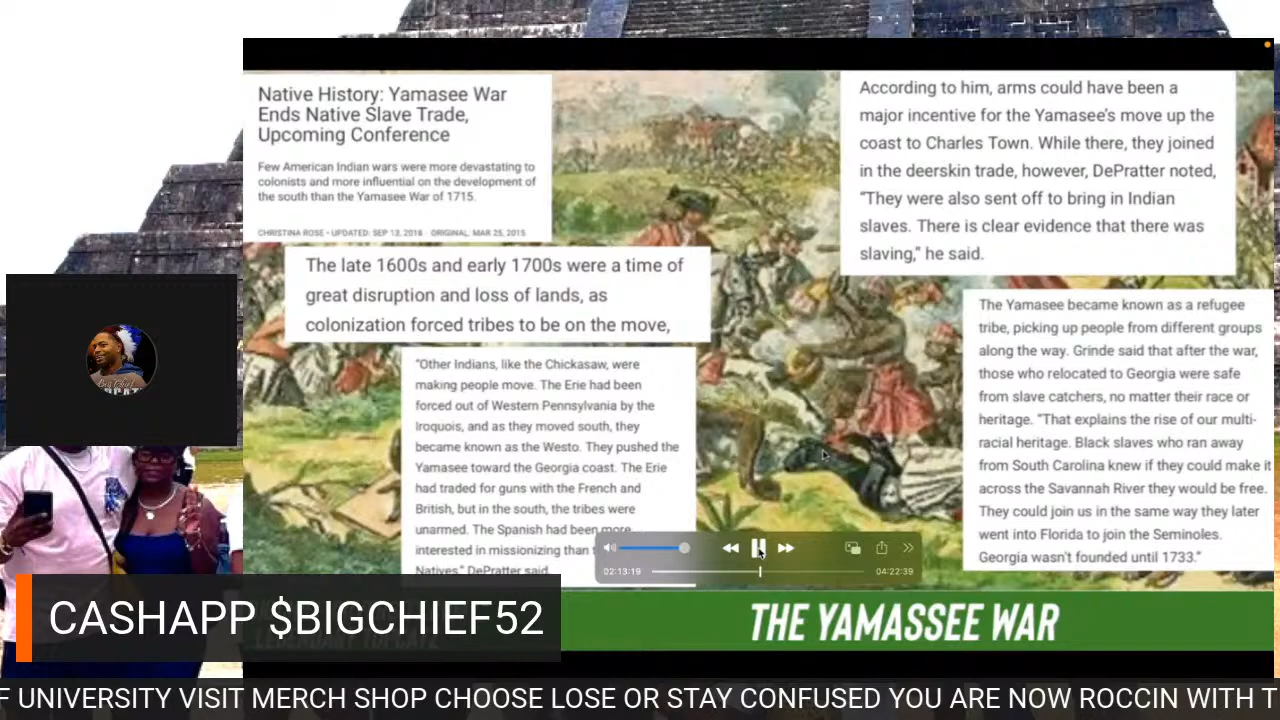 Native History: Yamasee War
Ends Native Slave Trade,
Upcoming Conference
Few American Indian wars were more devastating to
colonists and more influential on the development of
the south than the Yamasee War of 1715.
CHRISTINA ROSE • UPDATED: SEP 13, 2018 · ORIGINAL: MAR 25, 2015
The late 1600s and early 1700s were a time of
great disruption and loss of lands, as
colonization forced tribes to be on the move,
"Other Indians, like the Chickasaw, were
making people move. The Erie had been
forced out of Western Pennsylvania by the
Iroquois, and as they moved south, they
became known as the Westo. They pushed the
Yamasee toward the Georgia coast. The Erie
had traded for guns with the French and
British, but in the south, the tribes were
unarmed. The Spanish had been more
interested in missionizing than
Natives," DePratter said.
According to him, arms could have been a
major incentive for the Yamasee's move up the
coast to Charles Town. While there, they joined
in the deerskin trade, however, DePratter noted,
"They were also sent off to bring in Indian
slaves. There is clear evidence that there was
slaving," he said.
The Yamasee became known as a refugee
tribe, picking up people from different groups
along the way. Grinde said that after the war,
those who relocated to Georgia were safe
from slave catchers, no matter their race or
heritage. "That explains the rise of our multi-
racial heritage. Black slaves who ran away
from South Carolina knew if they could make it
across the Savannah River they would be free.
They could join us in the same way they later
went into Florida to join the Seminoles.
Georgia wasn't founded until 1733."
02:13:19
04:22:39
THE YAMASSEE WAR
CASHAPP $BIGCHIEF52
F UNIVERSITY VISIT MERCH SHOP CHOOSE LOSE OR STAY CONFUSED YOU ARE NOW ROCCIN WITH T